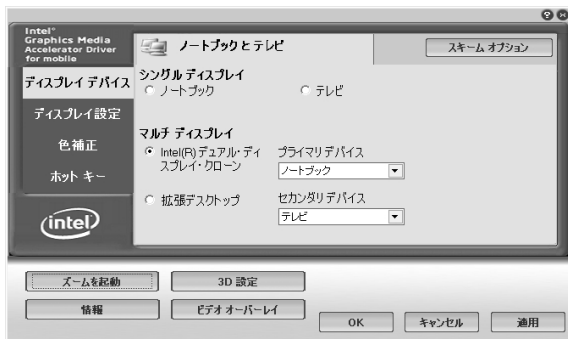 Intel®
Graphics Media
Accelerator Driver
for mobile
ノートブックとテレビ
スキーム オプション
ディスプレイ デバイス
ディスプレイ設定
色補正
ホット キー
intel
シングル ディスプレイ
ノートブック
テレビ
マルチ ディスプレイ
Intel(R) デュアル・ディ
スプレイ・クローン
プライマリ デバイス
ノートブック
拡張デスクトップ
セカンダリ デバイス
テレビ
ズームを起動
3D 設定
情報
ビデオ オーバーレイ
OK
キャンセル
適用